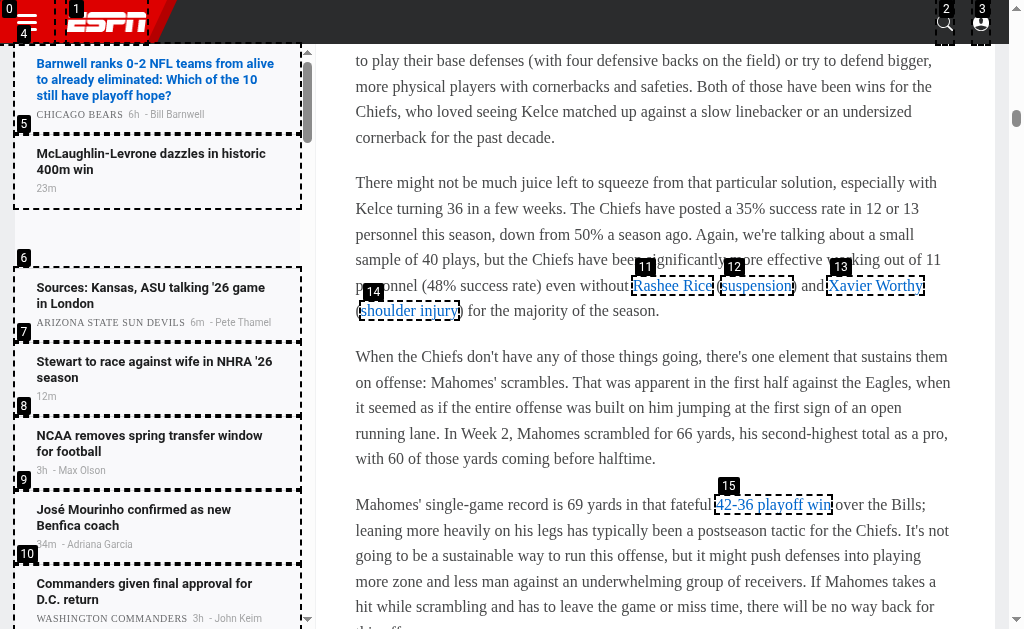 0
1
ESPN
2
3
4
Barnwell ranks 0-2 NFL teams from alive
to already eliminated: Which of the 10
still have playoff hope?
CHICAGO BEARS 6h - Bill Barnwell
5
McLaughlin-Levrone dazzles in historic
400m win
23m
6
Sources: Kansas, ASU talking '26 game
in London
ARIZONA STATE SUN DEVILS 6m - Pete Thamel
7
Stewart to race against wife in NHRA '26
season
12m
8
NCAA removes spring transfer window
for football
3h - Max Olson
9
José Mourinho confirmed as new
Benfica coach
34m - Adriana Garcia
10
Commanders given final approval for
D.C. return
WASHINGTON COMMANDERS 3h - John Keim
to play their base defenses (with four defensive backs on the field) or try to defend bigger,
more physical players with cornerbacks and safeties. Both of those have been wins for the
Chiefs, who loved seeing Kelce matched up against a slow linebacker or an undersized
cornerback for the past decade.
There might not be much juice left to squeeze from that particular solution, especially with
Kelce turning 36 in a few weeks. The Chiefs have posted a 35% success rate in 12 or 13
personnel this season, down from 50% a season ago. Again, we're talking about a small
sample of 40 plays, but the Chiefs have been significantly more effective working out of 11
11
12
13
personnel (48% success rate) even without Rashee Rice (suspension) and Xavier Worthy
14
(shoulder injury) for the majority of the season.
When the Chiefs don't have any of those things going, there's one element that sustains them
on offense: Mahomes' scrambles. That was apparent in the first half against the Eagles, when
it seemed as if the entire offense was built on him jumping at the first sign of an open
running lane. In Week 2, Mahomes scrambled for 66 yards, his second-highest total as a pro,
with 60 of those yards coming before halftime.
15
Mahomes' single-game record is 69 yards in that fateful 42-36 playoff win over the Bills;
leaning more heavily on his legs has typically been a postseason tactic for the Chiefs. It's not
going to be a sustainable way to run this offense, but it might push defenses into playing
more zone and less man against an underwhelming group of receivers. If Mahomes takes a
hit while scrambling and has to leave the game or miss time, there will be no way back for